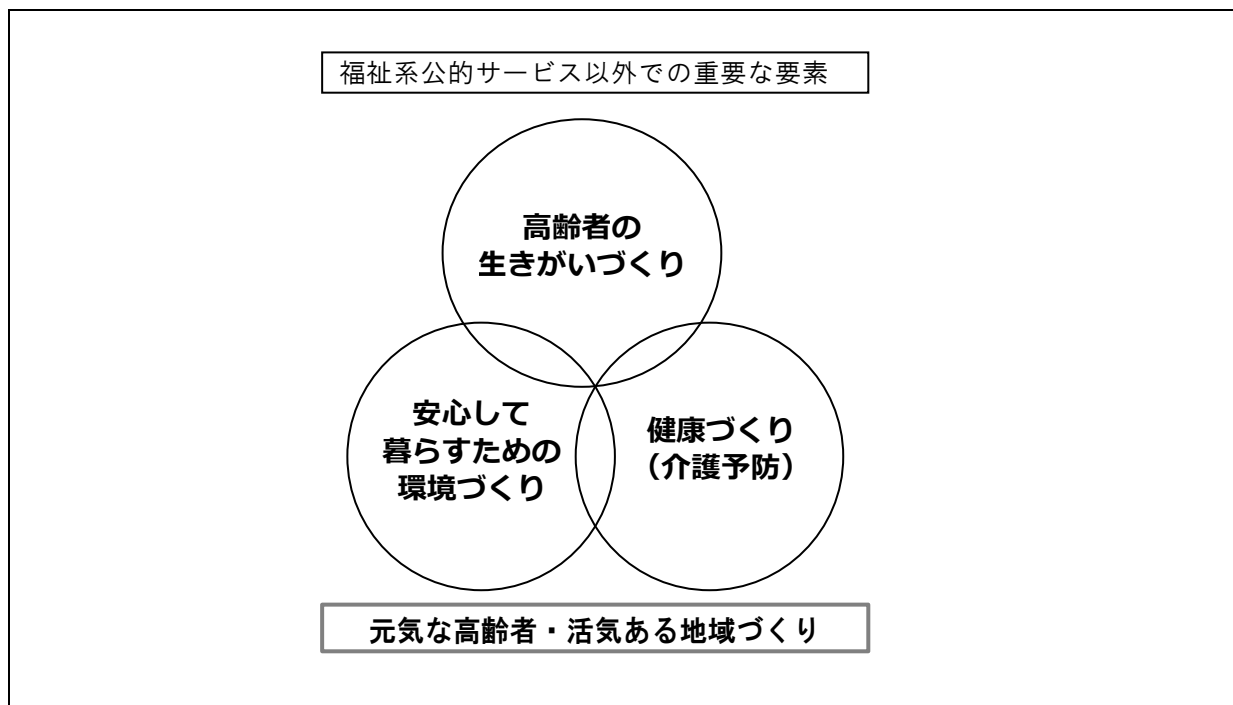 福祉系公的サービス以外での重要な要素
高齢者の
生きがいづくり
安心して
暮らすための
環境づくり
健康づくり
（介護予防）
元気な高齢者・活気ある地域づくり